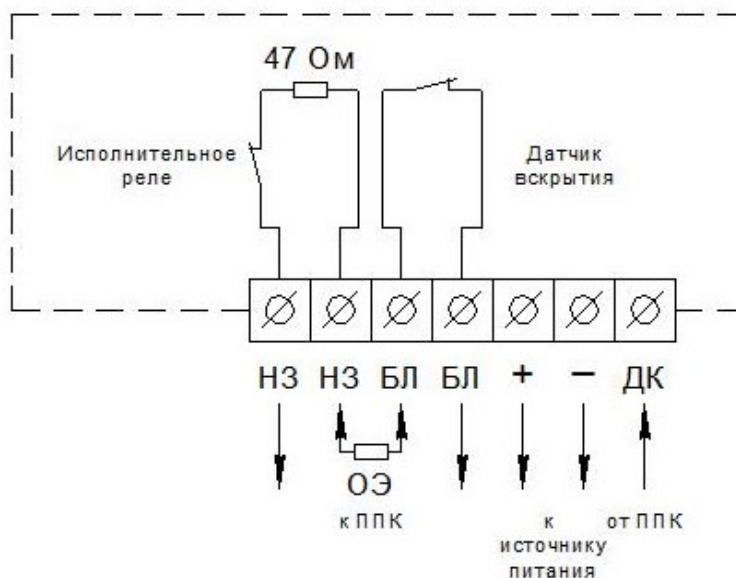 47 Ом
Исполнительное
реле
Датчик
вскрытия
НЗ НЗ БЛ БЛ + − ДК
ОЭ
к ППК
к
источнику
питания
от ППК